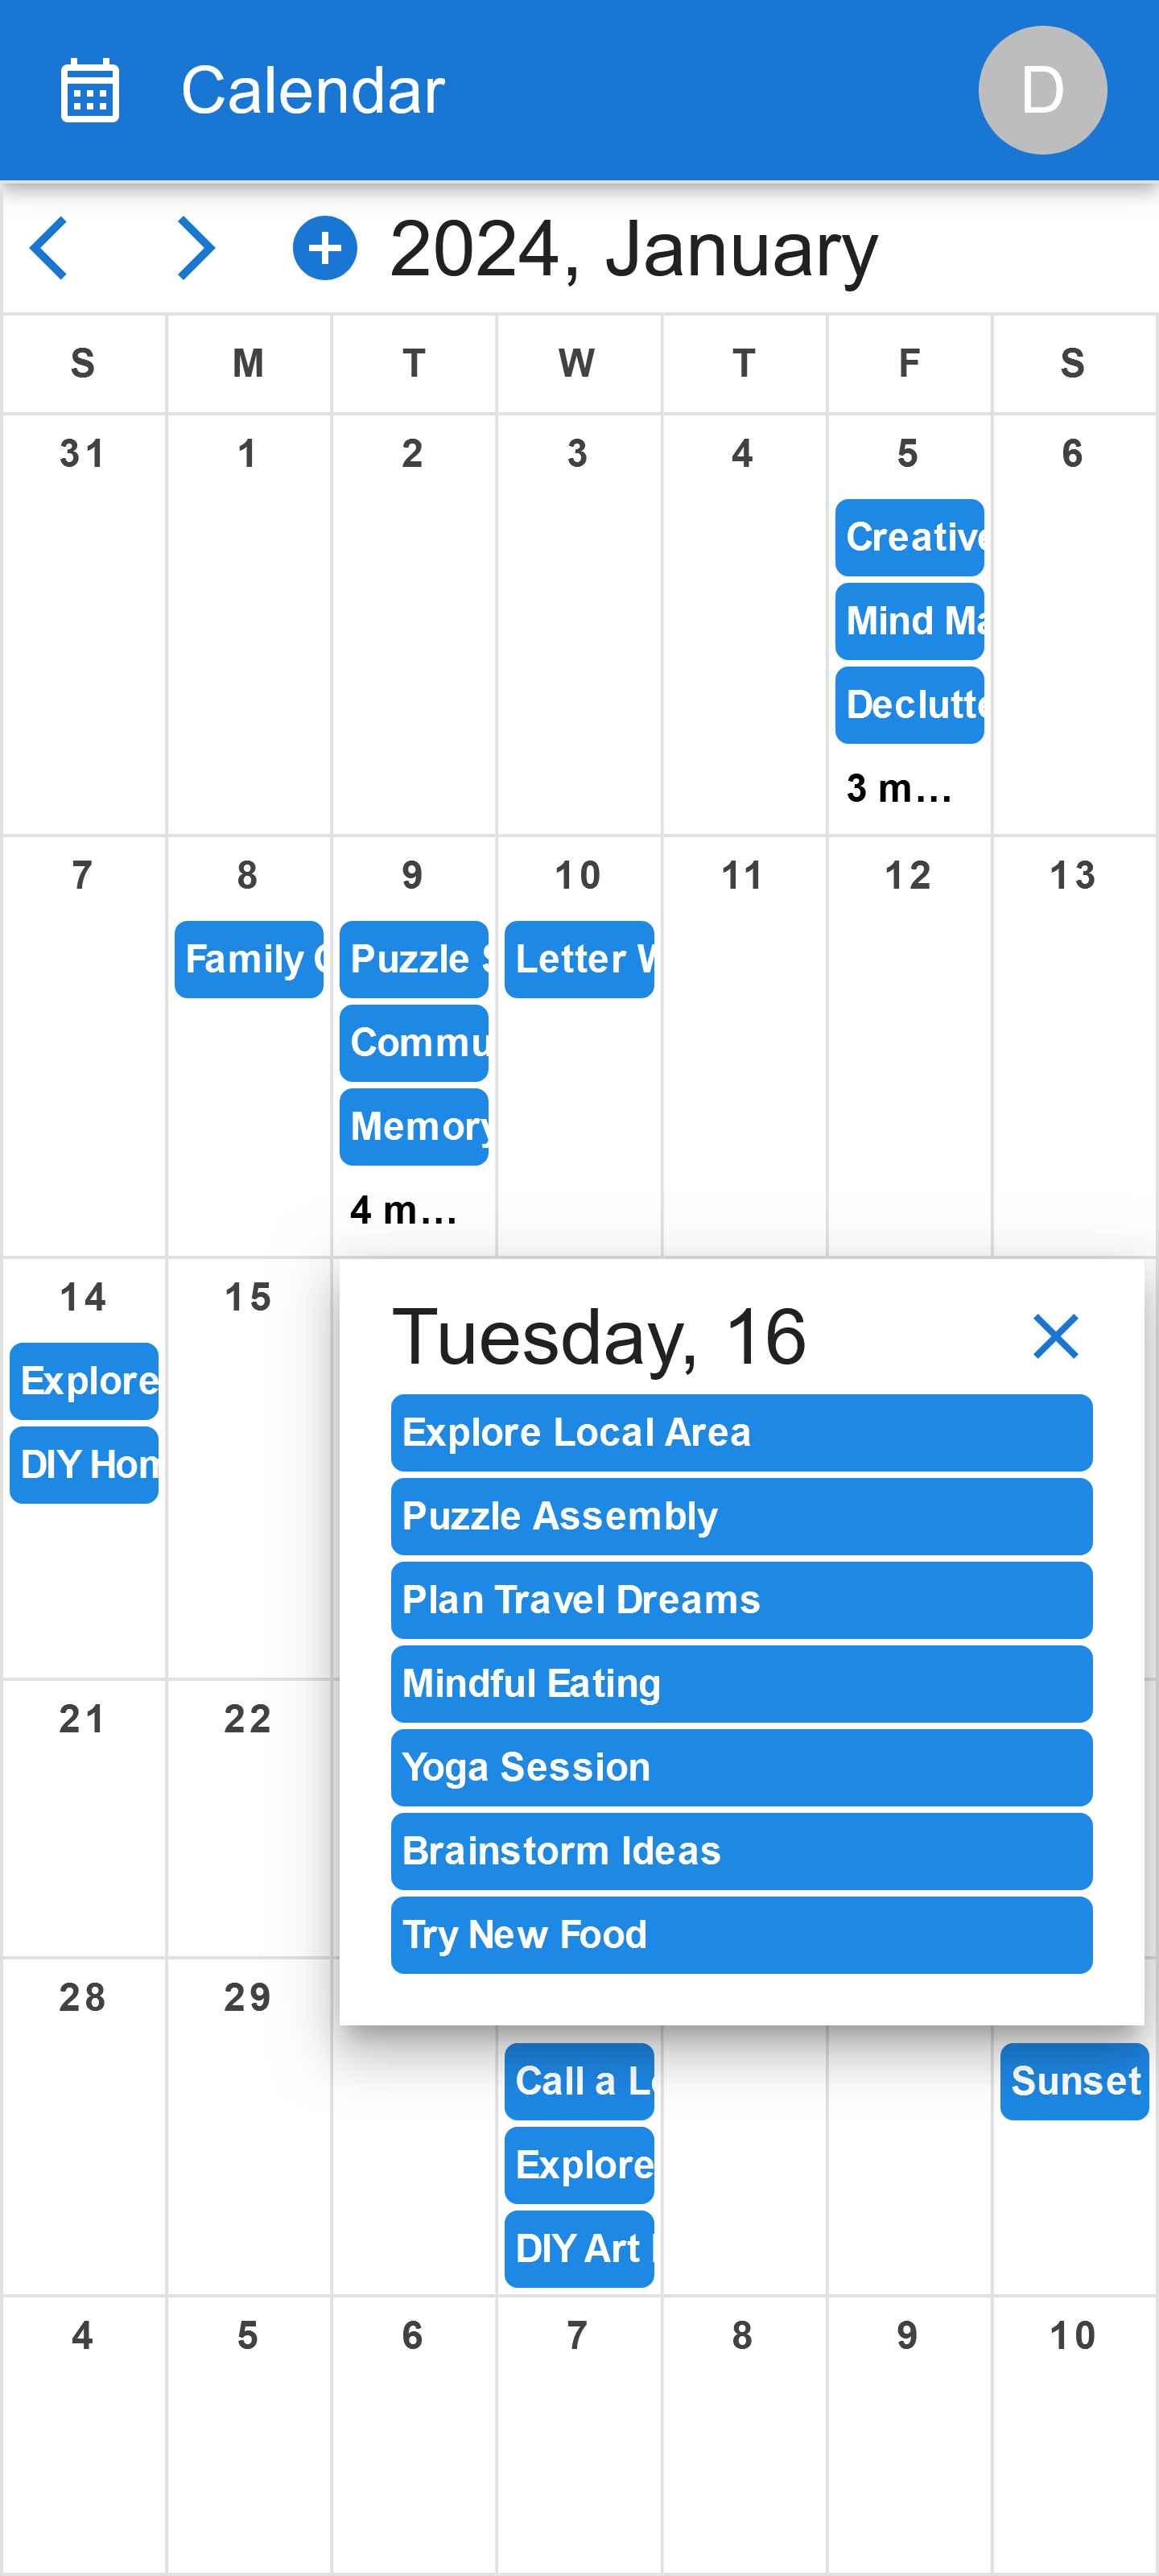 Calendar
D
2024, January
S M T W T F S
31 1 2 3 4 5 6
Creative
Mind Ma
Declutte
3 m...
7 8 9 10 11 12 13
Family Puzzle Letter
Commu
Memory
4 m...
14 15
Explore
DIY Hom
Tuesday, 16
Explore Local Area
Puzzle Assembly
Plan Travel Dreams
Mindful Eating
Yoga Session
Brainstorm Ideas
Try New Food
21 22
28 29
Call a Sunset
Explore
DIY Art
4 5 6 7 8 9 10